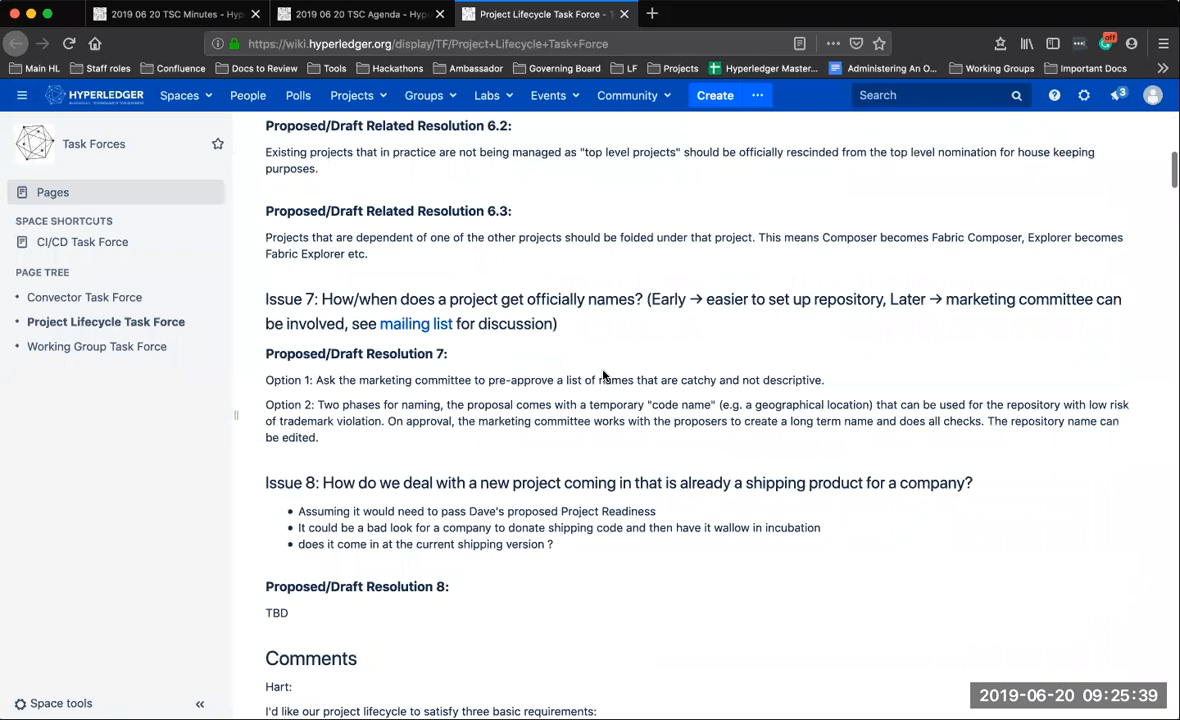 2019 06 20 TSC Minutes - Hyp
2019 06 20 TSC Agenda - Hyp
Project Lifecycle Task Force - T
https://wiki.hyperledger.org/display/TF/Project+Lifecycle+Task+Force
off
Main HL
Staff roles
Confluence
Docs to Review
Tools
Hackathons
Ambassador
Governing Board
LF
Projects
Hyperledger Master...
Administering An O...
Working Groups
Important Docs
HYPERLEDGER
Spaces
People
Polls
Projects
Groups
Labs
Events
Community
Create
Search
3
Task Forces
Pages
SPACE SHORTCUTS
CI/CD Task Force
PAGE TREE
Convector Task Force
Project Lifecycle Task Force
Working Group Task Force
Space tools
Proposed/Draft Related Resolution 6.2:
Existing projects that in practice are not being managed as "top level projects" should be officially rescinded from the top level nomination for house keeping
purposes.
Proposed/Draft Related Resolution 6.3:
Projects that are dependent of one of the other projects should be folded under that project. This means Composer becomes Fabric Composer, Explorer becomes
Fabric Explorer etc.
Issue 7: How/when does a project get officially names? (Early → easier to set up repository, Later → marketing committee can
be involved, see mailing list for discussion)
Proposed/Draft Resolution 7:
Option 1: Ask the marketing committee to pre-approve a list of names that are catchy and not descriptive.
Option 2: Two phases for naming, the proposal comes with a temporary "code name" (e.g. a geographical location) that can be used for the repository with low risk
of trademark violation. On approval, the marketing committee works with the proposers to create a long term name and does all checks. The repository name can
be edited.
Issue 8: How do we deal with a new project coming in that is already a shipping product for a company?
• Assuming it would need to pass Dave's proposed Project Readiness
• It could be a bad look for a company to donate shipping code and then have it wallow in incubation
• does it come in at the current shipping version ?
Proposed/Draft Resolution 8:
TBD
Comments
Hart:
I'd like our project lifecycle to satisfy three basic requirements:
2019-06-20 09:25:39